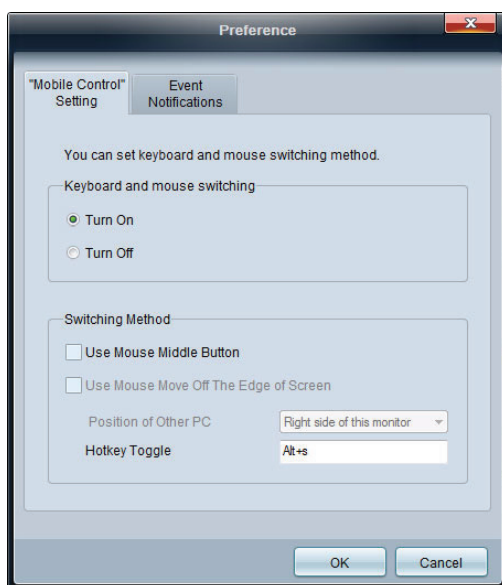 Preference
"Mobile Control"
Setting
Event
Notifications
You can set keyboard and mouse switching method.
Keyboard and mouse switching
Turn On
Turn Off
Switching Method
Use Mouse Middle Button
Use Mouse Move Off The Edge of Screen
Position of Other PC
Right side of this monitor
Hotkey Toggle
Alt+s
OK
Cancel